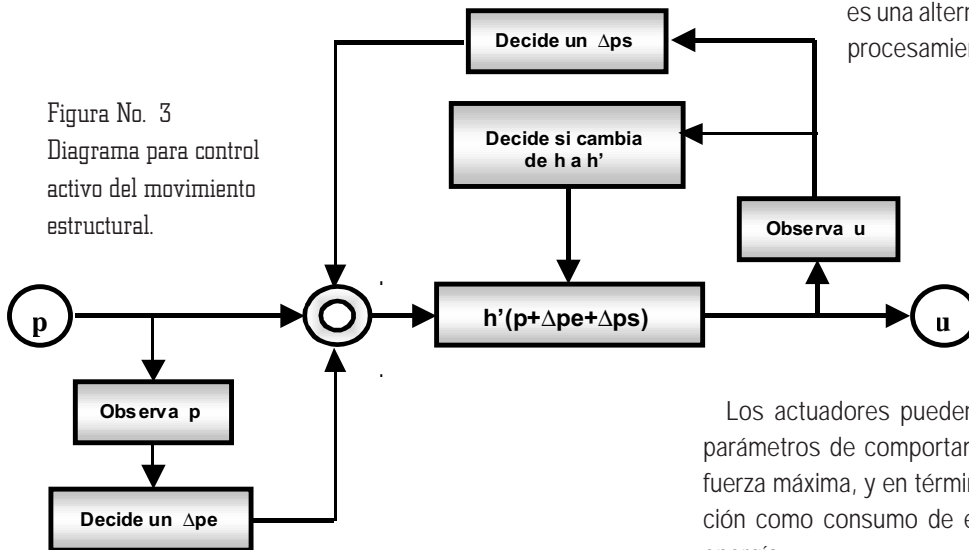 es una altern
procesamien
Decide un Δps
Figura No. 3
Diagrama para control
activo del movimiento
estructural.
Decide si cambia
de h a h’
Observa u
p
h’(p+Δpe+Δps)
u
Observa p
Decide un Δpe
Los actuadores pueden
parámetros de comportar
fuerza máxima, y en términ
ción como consumo de e